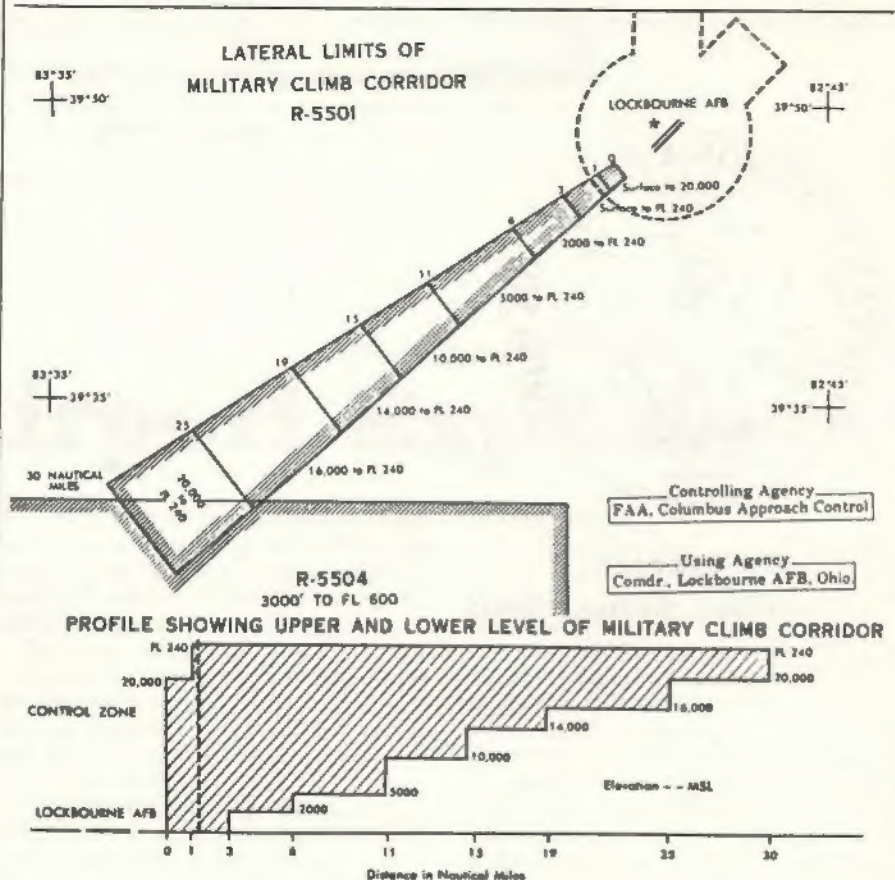 LATERAL LIMITS OF
MILITARY CLIMB CORRIDOR
R-5501
83°35'
39°50'
LOCKBOURNE AFB
82°45'
39°50'
0
1
3
6
11
15
19
25
30 NAUTICAL
MILES
Surface to 20,000
Surface to FL 240
2000 to FL 240
5000 to FL 240
10,000 to FL 240
14,000 to FL 240
16,000 to FL 240
20,000
to
FL 240
83°35'
39°35'
82°45'
39°35'
Controlling Agency
FAA, Columbus Approach Control
Using Agency
Comdr., Lockbourne AFB, Ohio.
R-5504
3000' TO FL 600
PROFILE SHOWING UPPER AND LOWER LEVEL OF MILITARY CLIMB CORRIDOR
FL 240
FL 240
20,000
20,000
CONTROL ZONE
16,000
14,000
10,000
Elevation -- MSL
5000
LOCKBOURNE AFB
2000
0 1 3 6 11 15 19 25 30
Distance in Nautical Miles